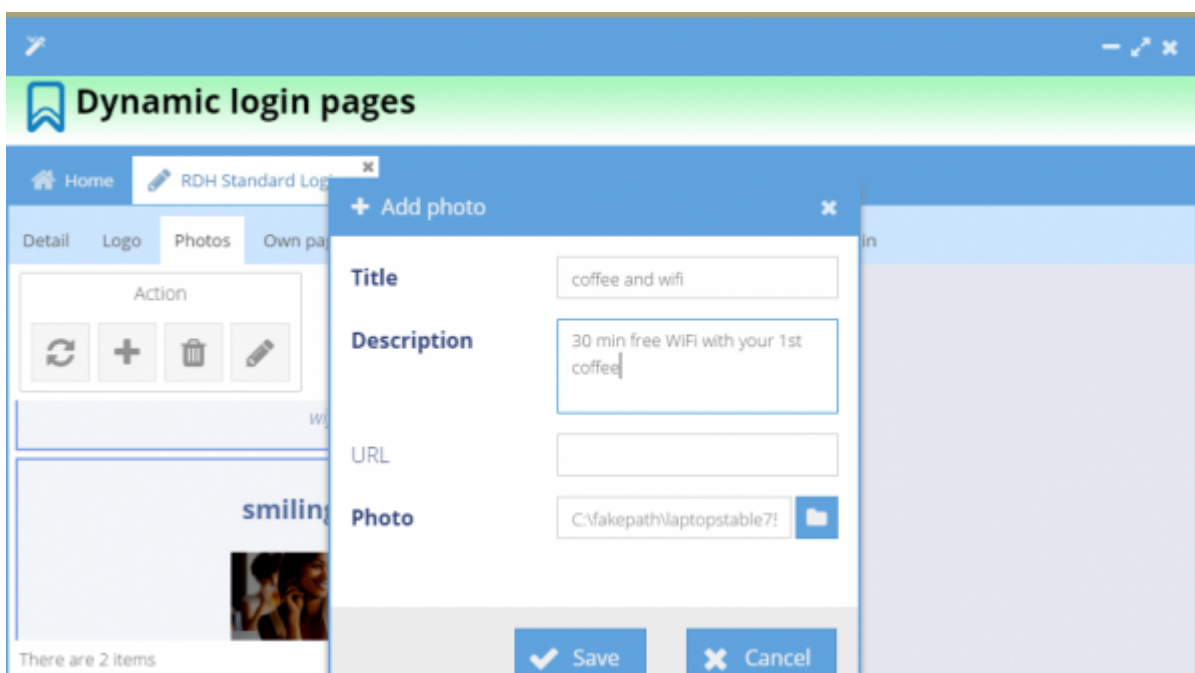 Dynamic login pages
Home
RDH Standard Log
Add photo
Detail Logo Photos Own in
Title
coffee and wifi
Action
Description
30 min free WiFi with your 1st
coffee
URL
smiling
Photo
C:\fakepath\laptopstable7
There are 2 items
Save
Cancel